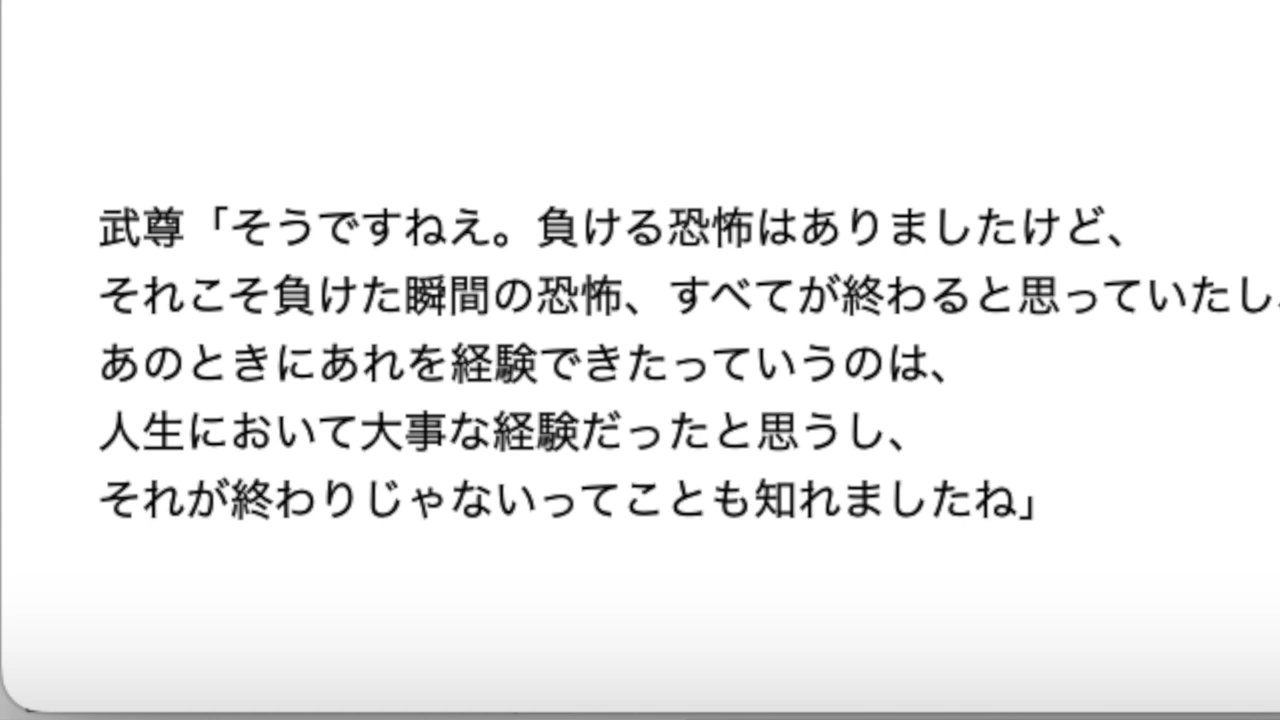 武尊「そうですねえ。負ける恐怖はありましたけど、
それこそ負けた瞬間の恐怖、すべてが終わると思っていたし、
あのときにあれを経験できたっていうのは、
人生において大事な経験だったと思うし、
それが終わりじゃないってことも知れましたね」